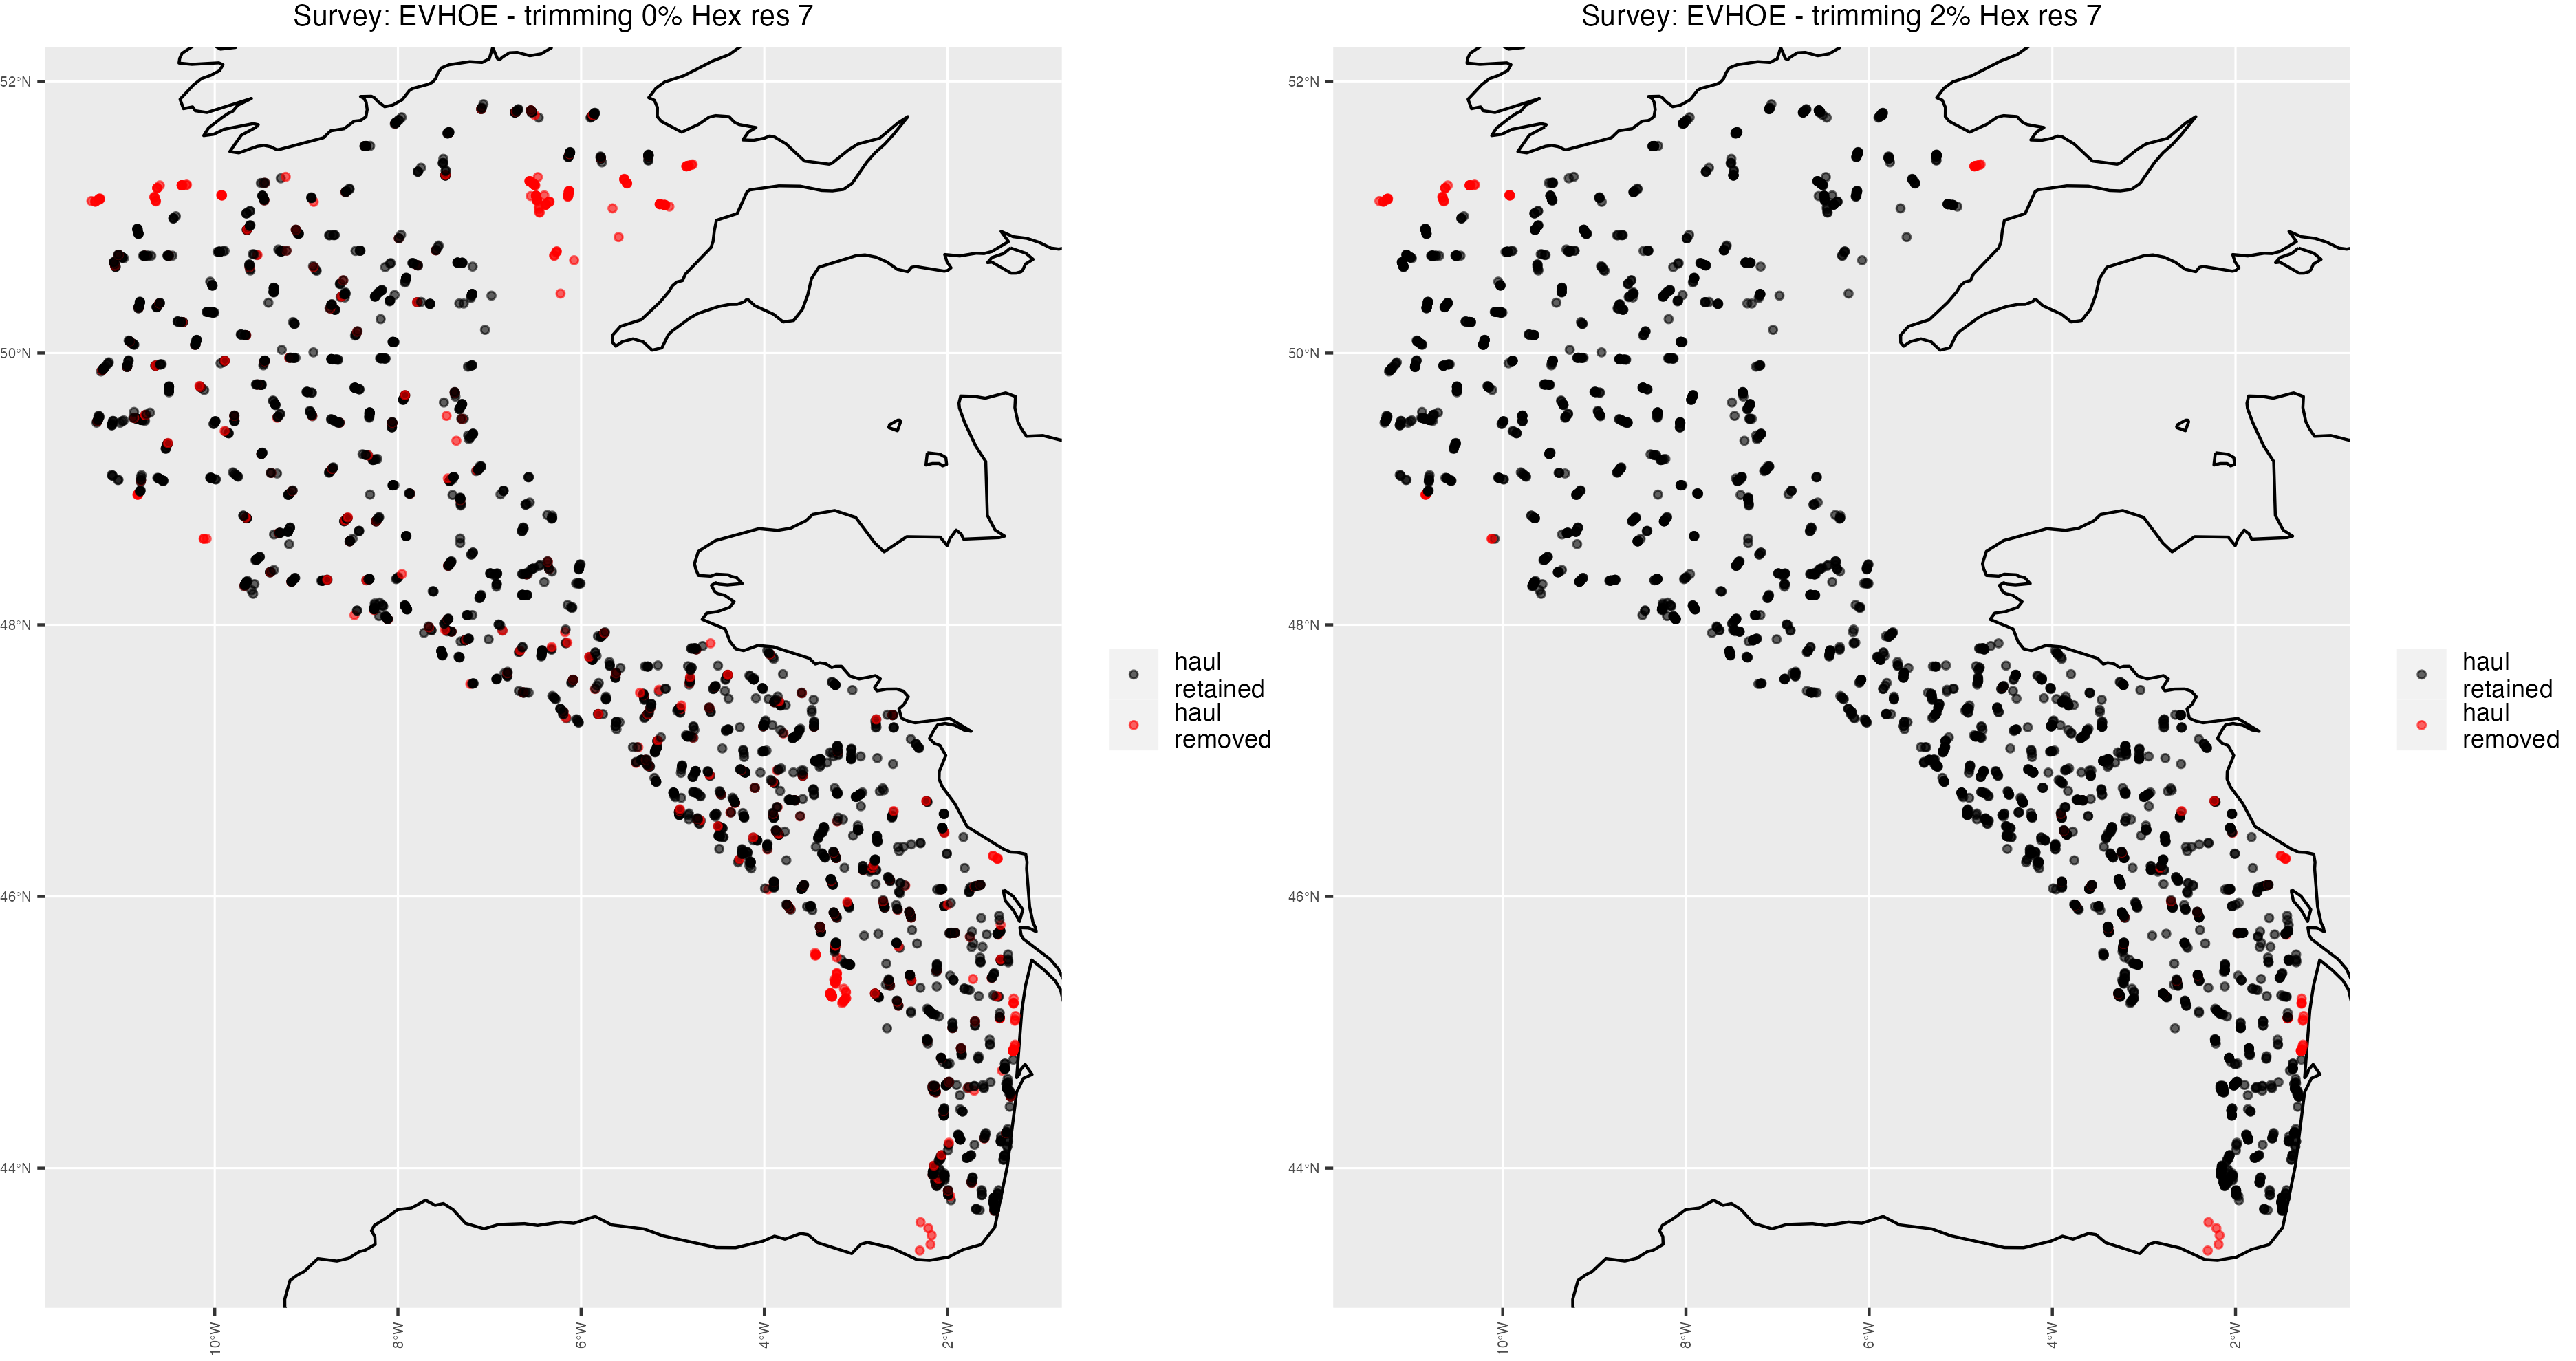 Survey: EVHOE - trimming 0% Hex res 7
52°N
50°N
48°N
46°N
44°N
10°W
8°W
6°W
4°W
2°W
haul
retained
haul
removed
Survey: EVHOE - trimming 2% Hex res 7
52°N
50°N
48°N
46°N
44°N
10°W
8°W
6°W
4°W
2°W
haul
retained
haul
removed